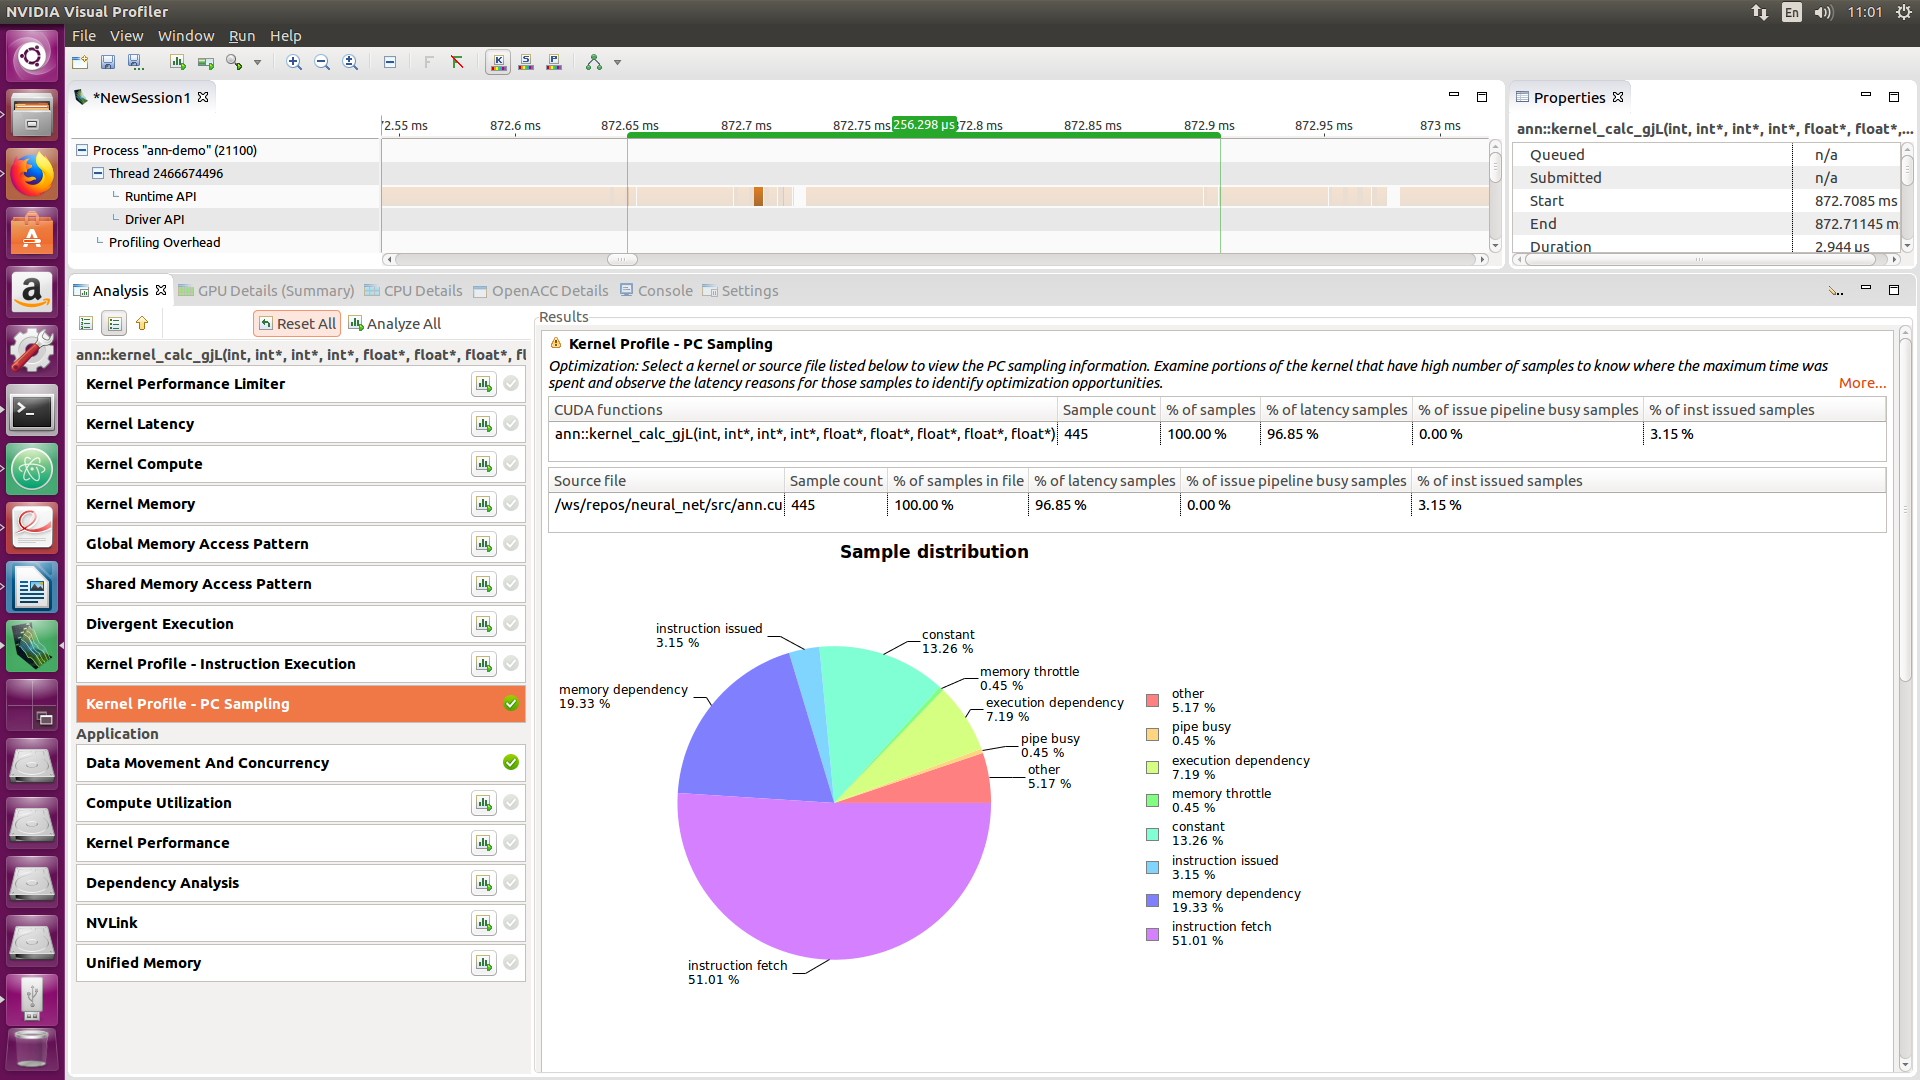 NVIDIA Visual Profiler
En
11:01
File View Window Run Help
*NewSession1
Properties
72.55 ms 872.6 ms 872.65 ms 872.7 ms 872.75 ms 256.298 µs 72.8 ms 872.85 ms 872.9 ms 872.95 ms 873 ms
Process "ann-demo" (21100)
Thread 2466674496
Runtime API
Driver API
Profiling Overhead
ann::kernel_calc_gjL(int, int*, int*, int*, float*, float*,...
Queued n/a
Submitted n/a
Start 872.7085 ms
End 872.71145 m
Duration 2.944 µs
Analysis GPU Details (Summary) CPU Details OpenACC Details Console Settings
Reset All Analyze All
ann::kernel_calc_gjL(int, int*, int*, int*, float*, float*, float*, fl
Kernel Performance Limiter
Kernel Latency
Kernel Compute
Kernel Memory
Global Memory Access Pattern
Shared Memory Access Pattern
Divergent Execution
Kernel Profile - Instruction Execution
Kernel Profile - PC Sampling
Application
Data Movement And Concurrency
Compute Utilization
Kernel Performance
Dependency Analysis
NVLink
Unified Memory
Results
Kernel Profile - PC Sampling
Optimization: Select a kernel or source file listed below to view the PC sampling information. Examine portions of the kernel that have high number of samples to know where the maximum time was
spent and observe the latency reasons for those samples to identify optimization opportunities.
More...
CUDA functions Sample count % of samples % of latency samples % of issue pipeline busy samples % of inst issued samples
ann::kernel_calc_gjL(int, int*, int*, int*, float*, float*, float*, float*, float*) 445 100.00 % 96.85 % 0.00 % 3.15 %
Source file Sample count % of samples in file % of latency samples % of issue pipeline busy samples % of inst issued samples
/ws/repos/neural_net/src/ann.cu 445 100.00 % 96.85 % 0.00 % 3.15 %
Sample distribution
instruction issued
3.15 %
constant
13.26 %
memory throttle
0.45 %
memory dependency
19.33 %
execution dependency
7.19 %
pipe busy
0.45 %
other
5.17 %
instruction fetch
51.01 %
other
5.17 %
pipe busy
0.45 %
execution dependency
7.19 %
memory throttle
0.45 %
constant
13.26 %
instruction issued
3.15 %
memory dependency
19.33 %
instruction fetch
51.01 %